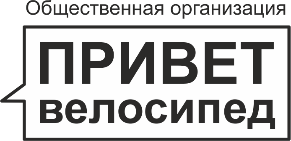 Общественная организация
ПРИВЕТ
велосипед